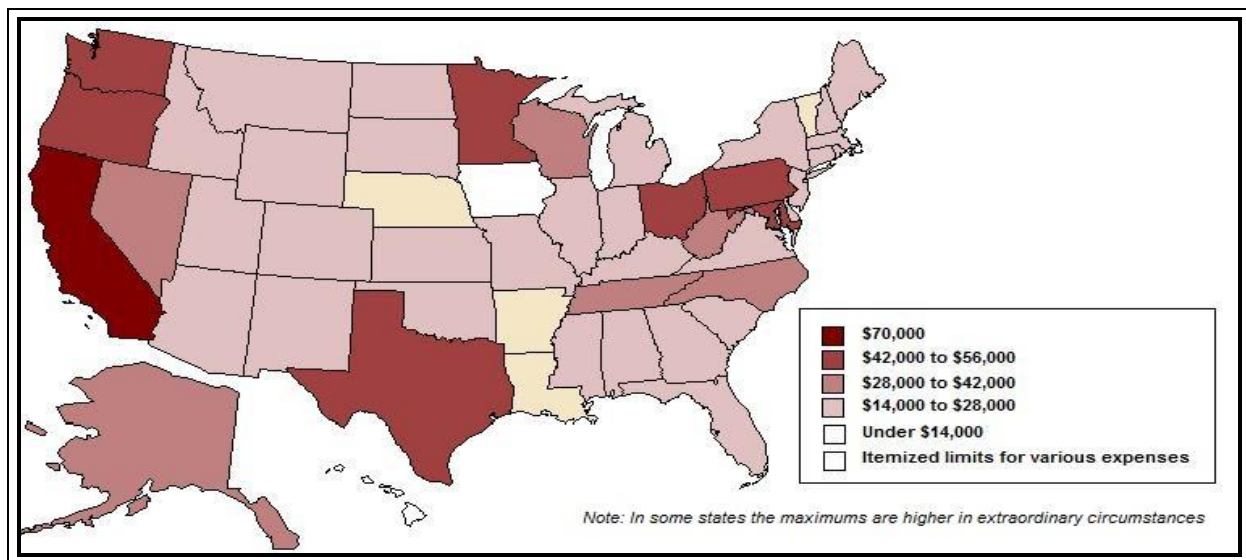 $70,000
$42,000 to $56,000
$28,000 to $42,000
$14,000 to $28,000
Under $14,000
Itemized limits for various expenses
Note: In some states the maximums are higher in extraordinary circumstances